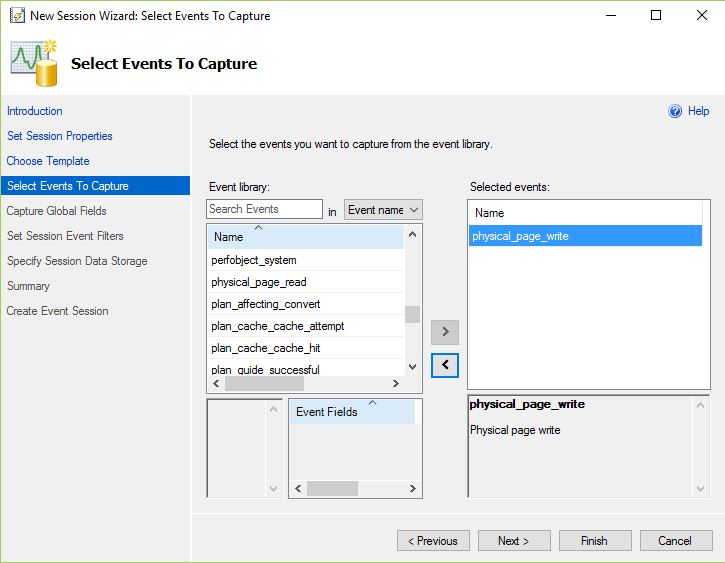 New Session Wizard: Select Events To Capture
Select Events To Capture
Introduction
Set Session Properties
Choose Template
Select Events To Capture
Capture Global Fields
Set Session Event Filters
Specify Session Data Storage
Summary
Create Event Session
Help
Select the events you want to capture from the event library.
Event library:
Search Events in Event name
Name
perfobject_system
physical_page_read
plan_affecting_convert
plan_cache_cache_attempt
plan_cache_cache_hit
plan_guide_successful
Event Fields
>
<
Selected events:
Name
physical_page_write
physical_page_write
Physical page write
< Previous Next > Finish Cancel